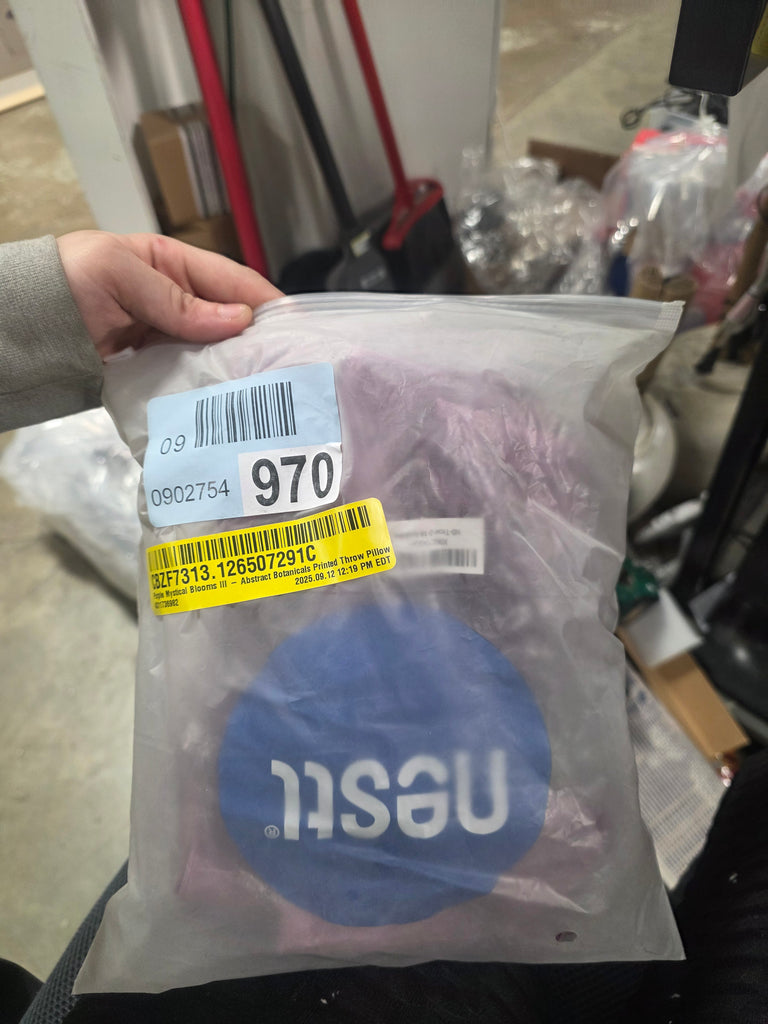 09
0902754
970
CBZF7313.126507291C
Purple Mystical Blooms III – Abstract Botanicals Printed Throw Pillow
2025.09.12 12:19 PM EDT
nestl®